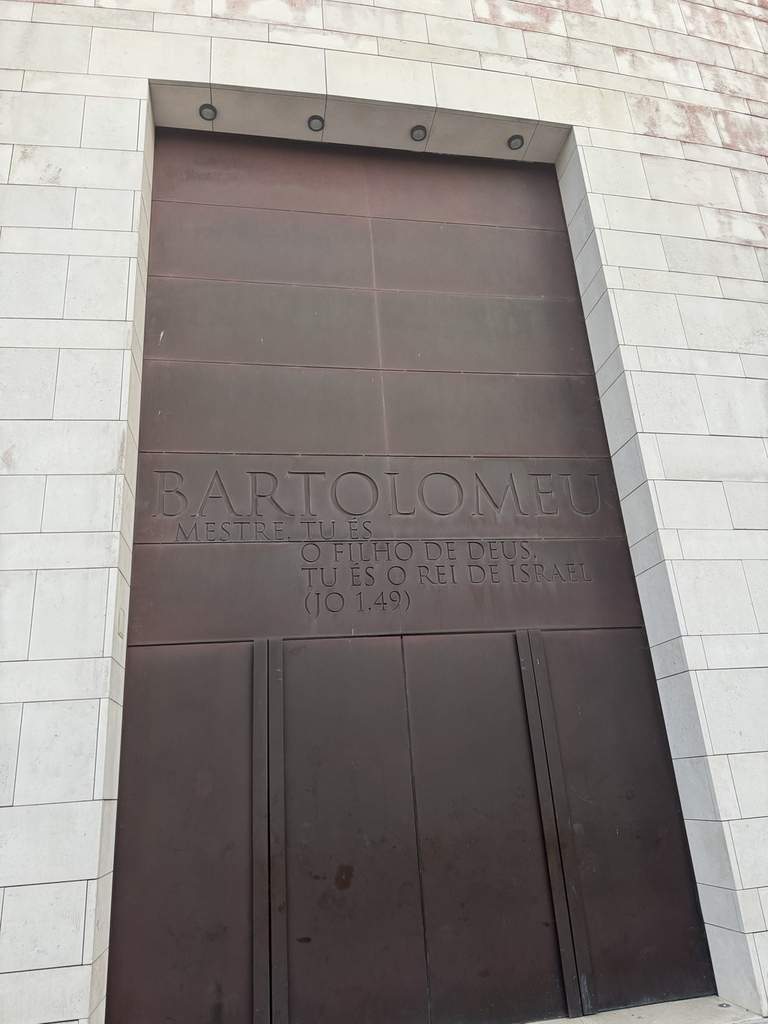 BARTOLOMEU
MESTRE, TU ÉS
O FILHO DE DEUS,
TU ÉS O REI DE ISRAEL
(JO 1,49)